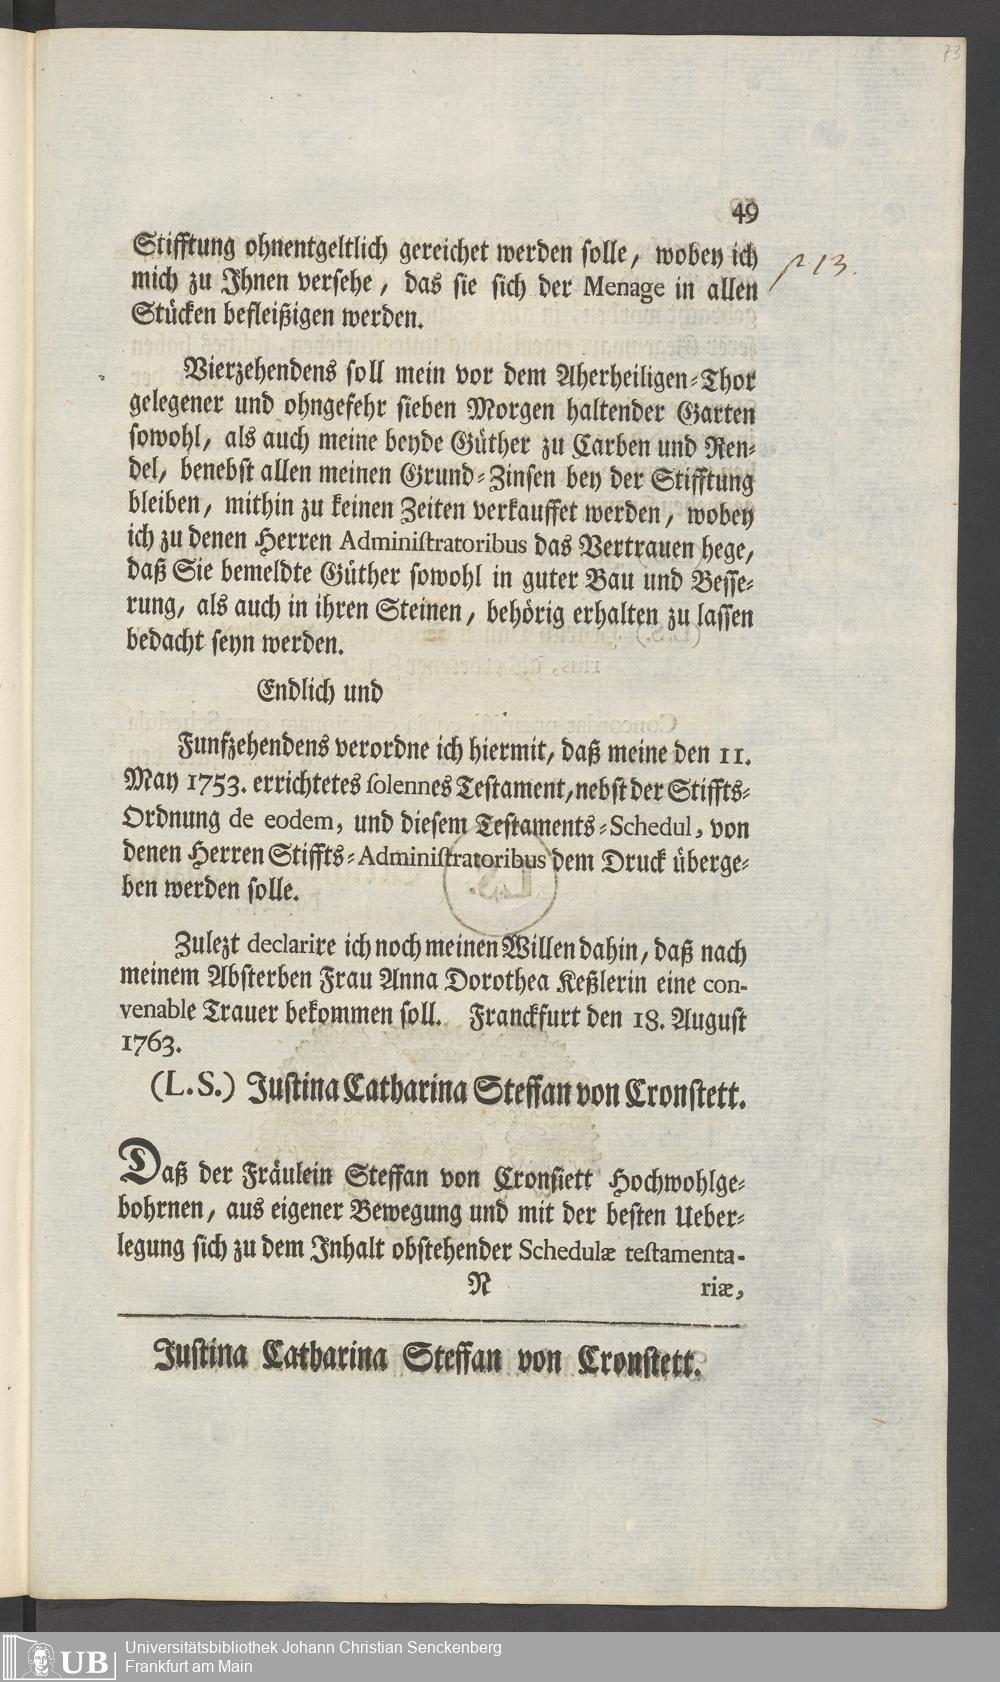 73
49
Stifftung ohnentgeltlich gereichet werden solle, wobey ich
p 13.
mich zu Ihnen versehe, das sie sich der Menage in allen
Stücken befleißigen werden.
Vierzehendens soll mein vor dem Aherheiligen-Thor
gelegener und ohngefehr sieben Morgen haltender Garten
sowohl, als auch meine beyde Güther zu Carben und Ren-
del, benebst allen meinen Grund-Zinsen bey der Stifftung
bleiben, mithin zu keinen Zeiten verkauffet werden, wobey
ich zu denen Herren Administratoribus das Vertrauen hege,
daß Sie bemeldte Güther sowohl in guter Bau und Besse-
rung, als auch in ihren Steinen, behörig erhalten zu lassen
bedacht seyn werden.
Endlich und
Funfzehendens verordne ich hiermit, daß meine den 11.
May 1753. errichtetes solennes Testament, nebst der Stiffts-
Ordnung de eodem, und diesem Testaments-Schedul, von
denen Herren Stiffts-Administratoribus dem Druck überge-
ben werden solle.
Zulezt declarire ich noch meinen Willen dahin, daß nach
meinem Absterben Frau Anna Dorothea Keßlerin eine con-
venable Trauer bekommen soll. Franckfurt den 18. August
1763.
(L.S.) Justina Catharina Steffan von Cronstett.
Daß der Fräulein Steffan von Cronstett Hochwohlge-
bohrnen, aus eigener Bewegung und mit der besten Ueber-
legung sich zu dem Inhalt obstehender Schedulæ testamenta-
N riæ,
Justina Catharina Steffan von Cronstett.
UB Universitätsbibliothek Johann Christian Senckenberg
Frankfurt am Main